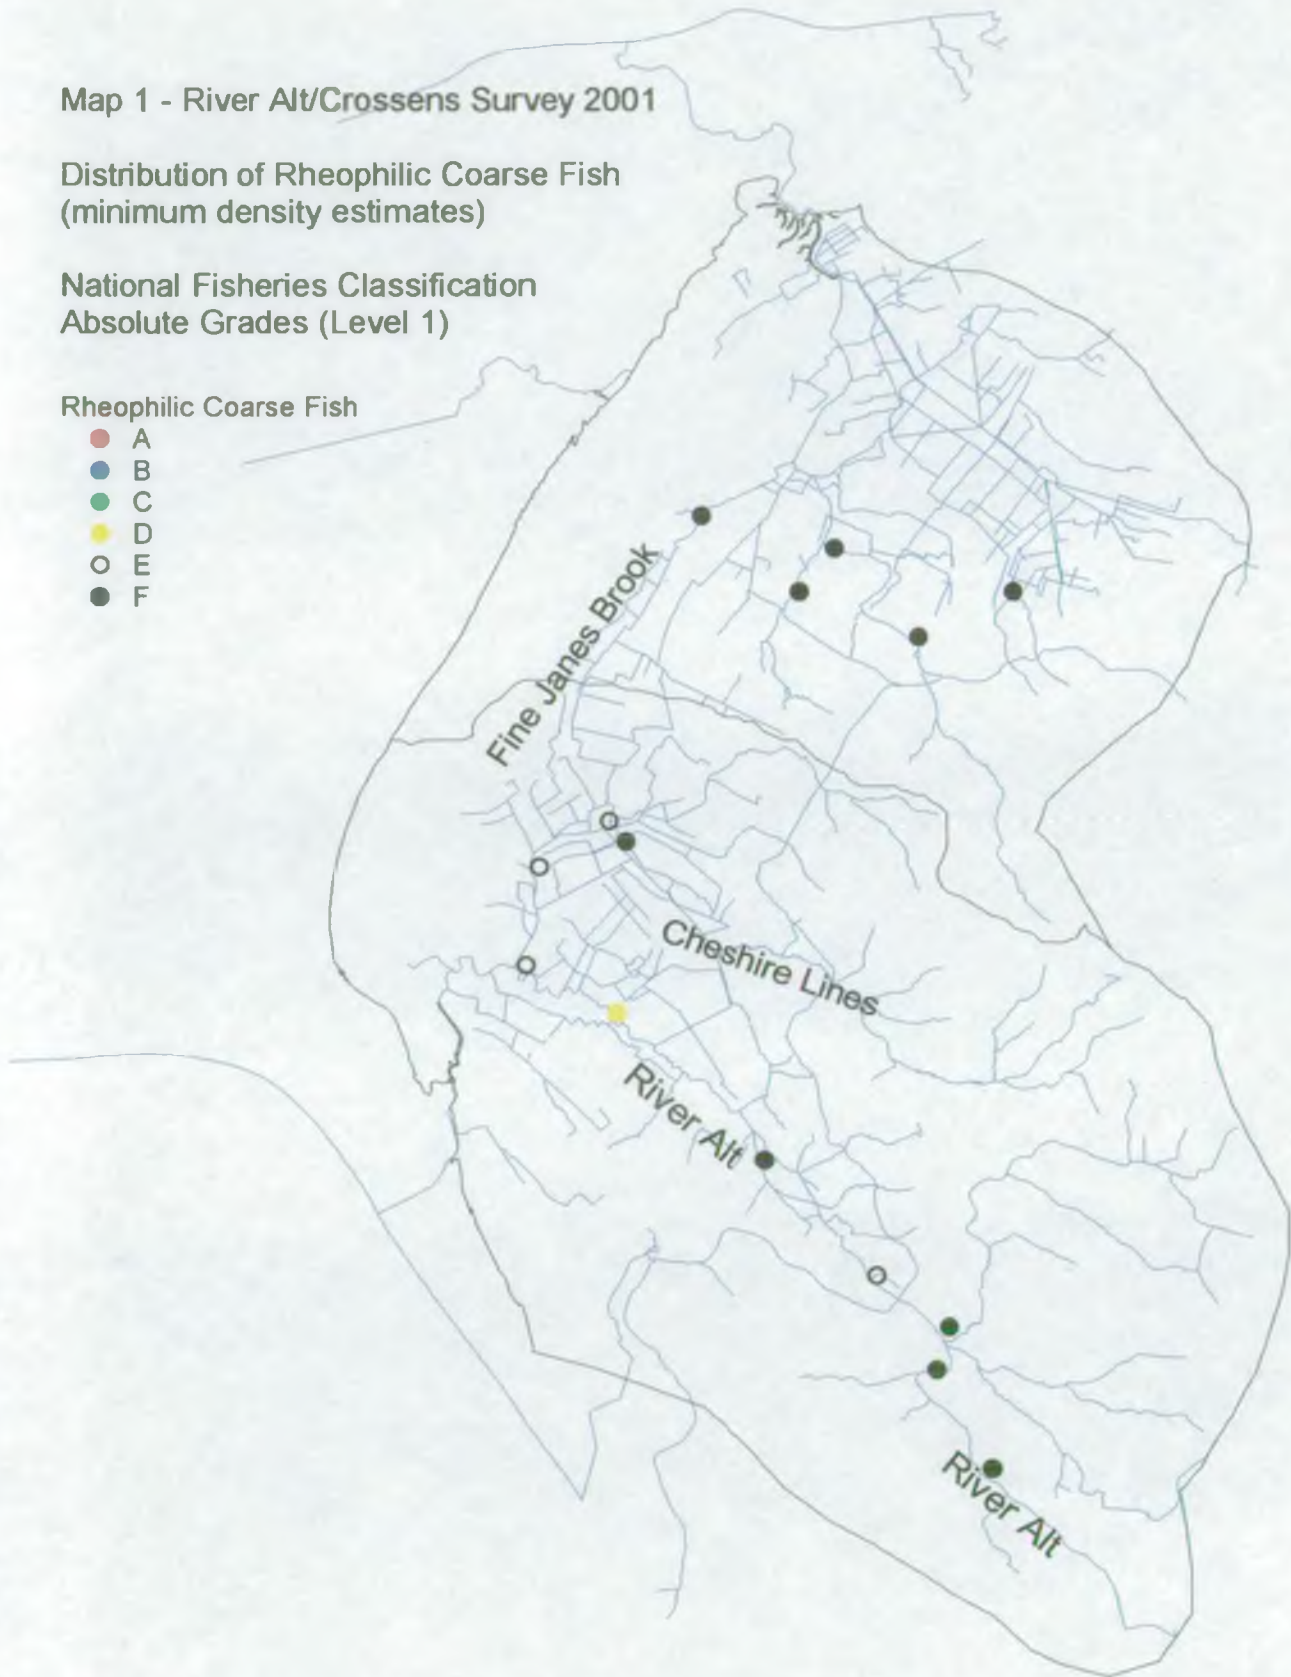 Map 1 - River Alt/Crossens Survey 2001
Distribution of Rheophilic Coarse Fish
(minimum density estimates)
National Fisheries Classification
Absolute Grades (Level 1)
Rheophilic Coarse Fish
A
B
C
D
E
F
Fine Janes Brook
Cheshire Lines
River Alt
River Alt